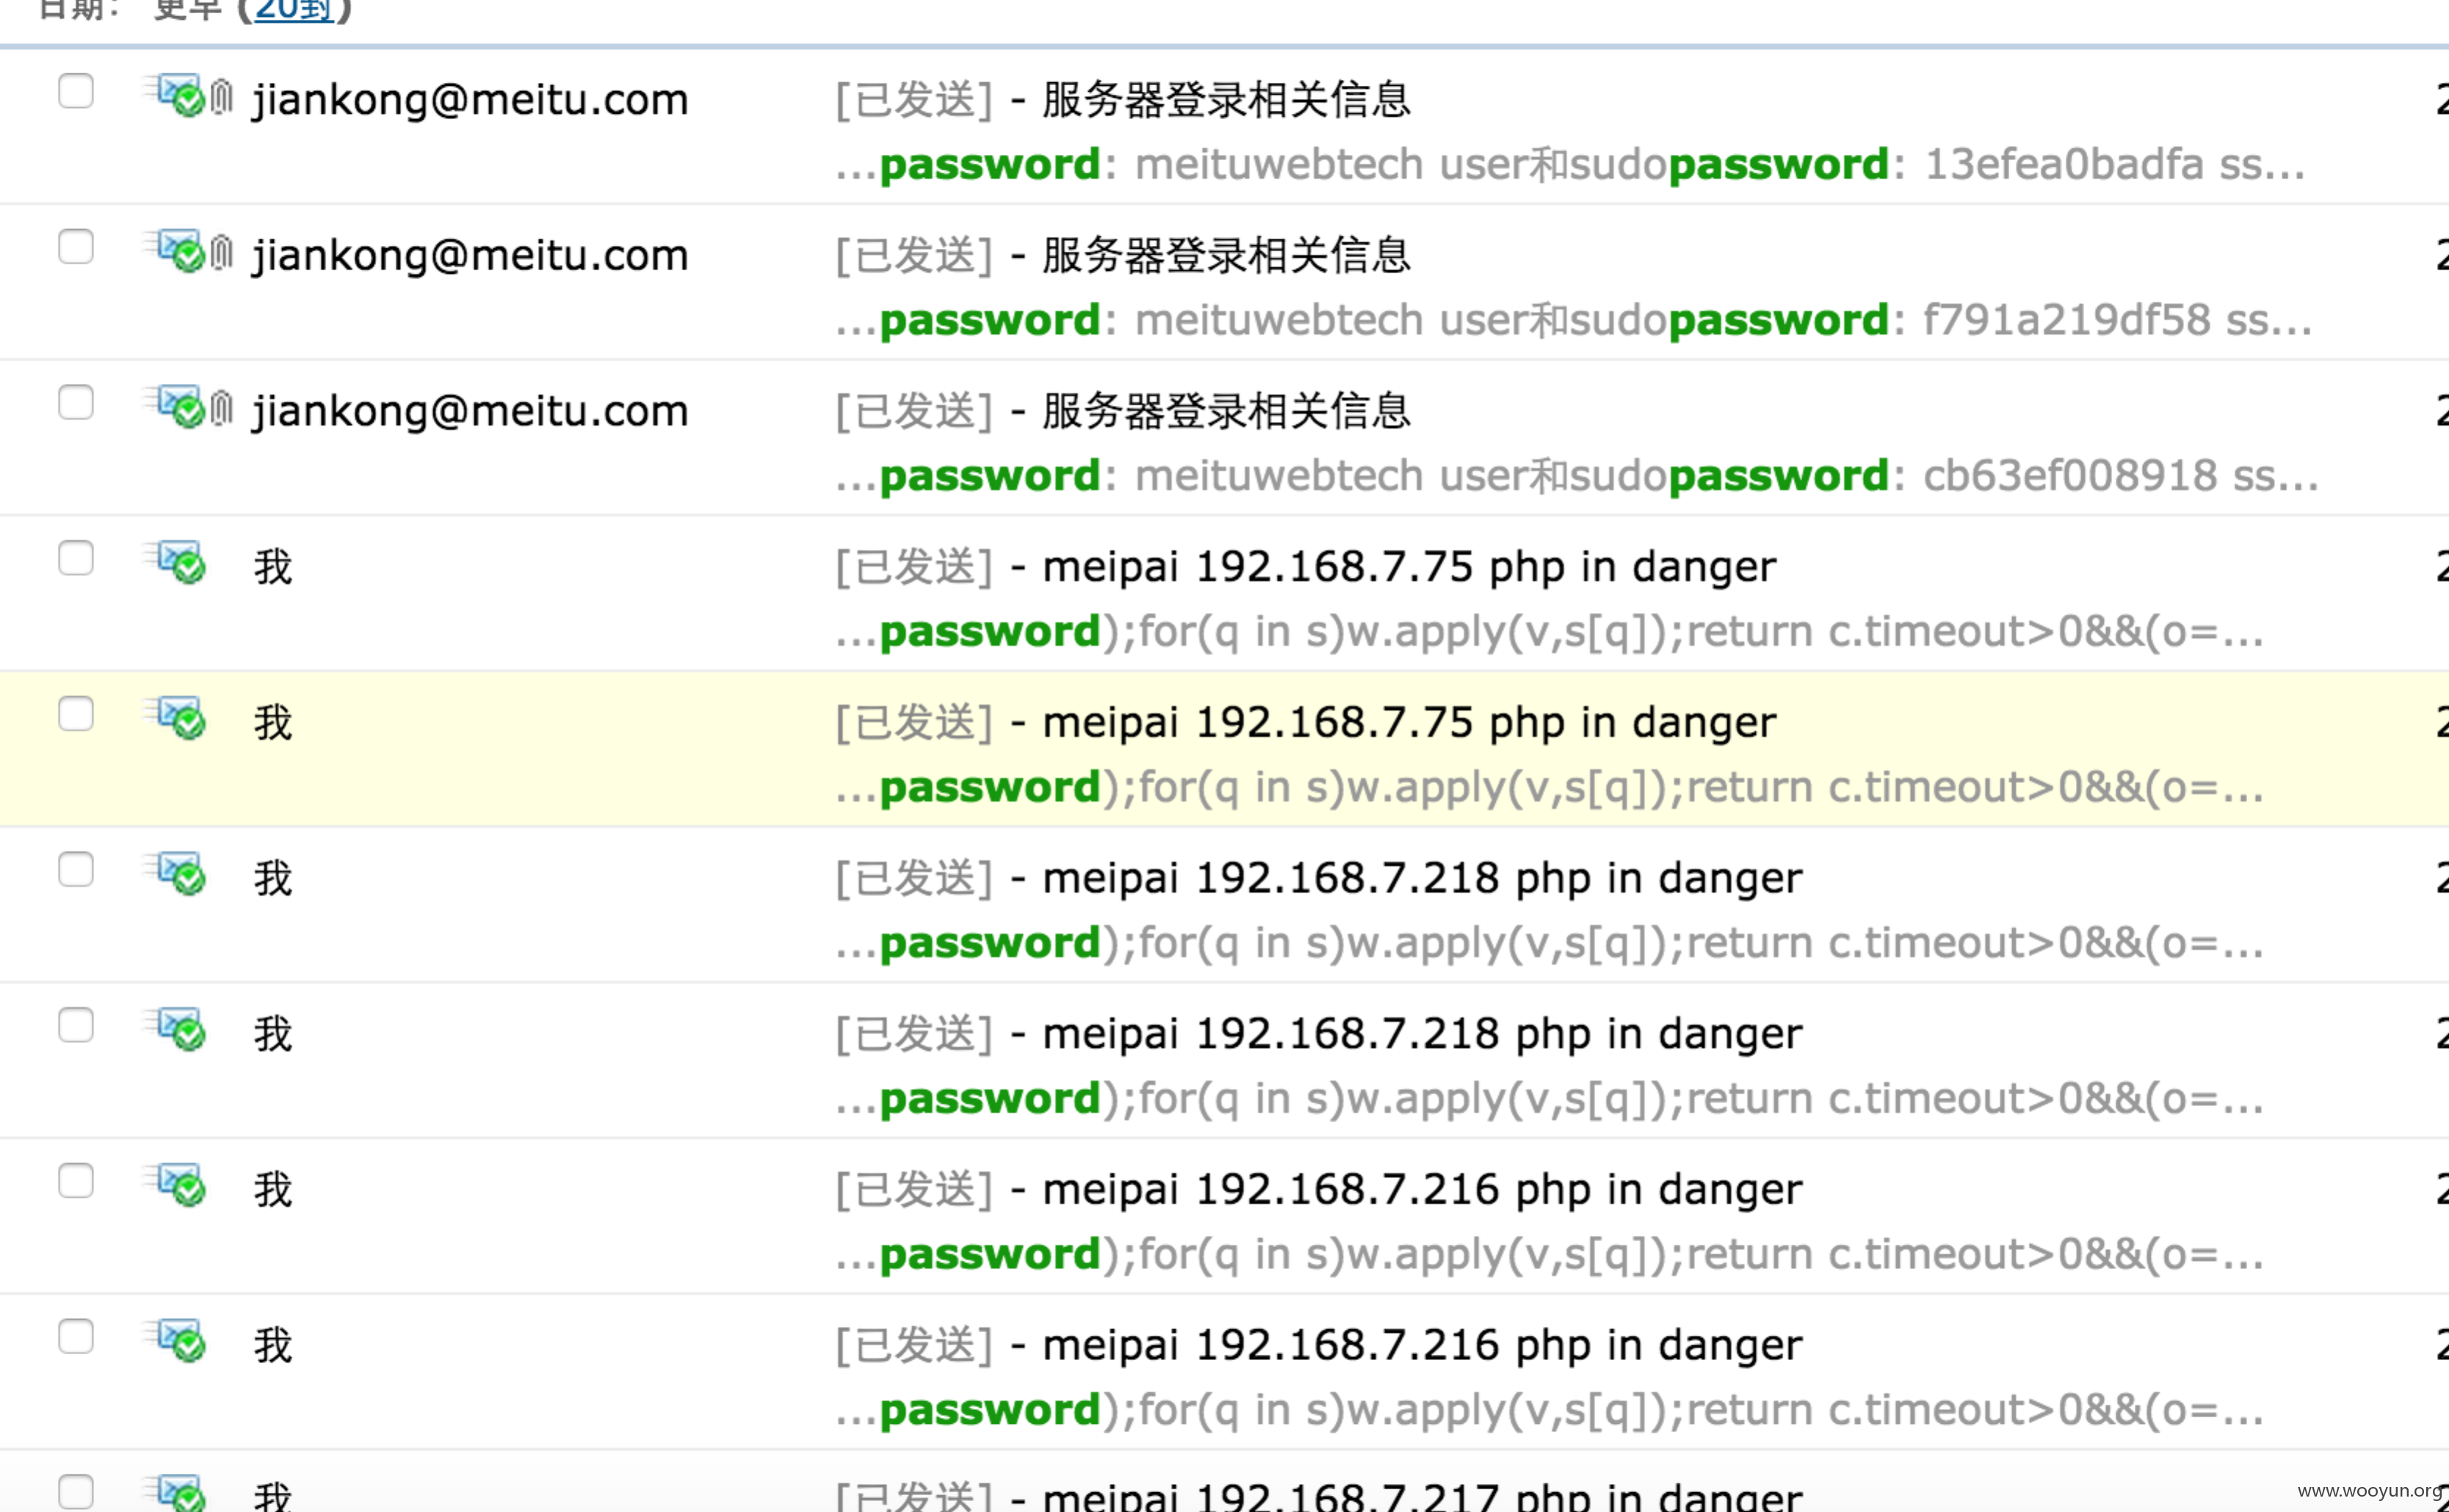 日期： 更早 (20封)
jiankong@meitu.com [已发送] - 服务器登录相关信息 2
...password: meituwebtech user和sudopassword: 13efea0badfa ss...
jiankong@meitu.com [已发送] - 服务器登录相关信息 2
...password: meituwebtech user和sudopassword: f791a219df58 ss...
jiankong@meitu.com [已发送] - 服务器登录相关信息 2
...password: meituwebtech user和sudopassword: cb63ef008918 ss...
我 [已发送] - meipai 192.168.7.75 php in danger 2
...password);for(q in s)w.apply(v,s[q]);return c.timeout>0&&(o=...
我 [已发送] - meipai 192.168.7.75 php in danger 2
...password);for(q in s)w.apply(v,s[q]);return c.timeout>0&&(o=...
我 [已发送] - meipai 192.168.7.218 php in danger 2
...password);for(q in s)w.apply(v,s[q]);return c.timeout>0&&(o=...
我 [已发送] - meipai 192.168.7.218 php in danger 2
...password);for(q in s)w.apply(v,s[q]);return c.timeout>0&&(o=...
我 [已发送] - meipai 192.168.7.216 php in danger 2
...password);for(q in s)w.apply(v,s[q]);return c.timeout>0&&(o=...
我 [已发送] - meipai 192.168.7.216 php in danger 2
...password);for(q in s)w.apply(v,s[q]);return c.timeout>0&&(o=...
我 [已发送] - meipai 192.168.7.217 php in danger 2
www.wooyun.org